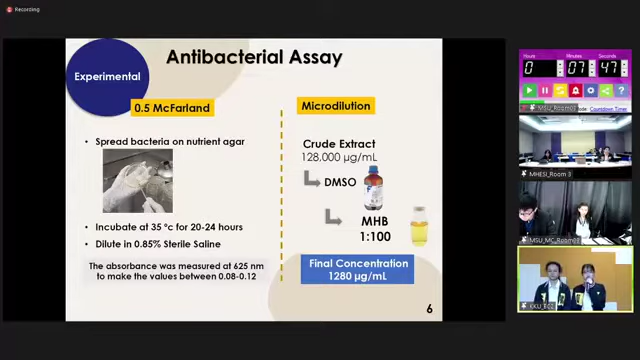 Recording
Antibacterial Assay
Experimental
0.5 McFarland
Spread bacteria on nutrient agar
Incubate at 35 °C for 20-24 hours
Dilute in 0.85% Sterile Saline
The absorbance was measured at 625 nm
to make the values between 0.08-0.12
Microdilution
Crude Extract
128,000 µg/mL
DMSO
MHB
1:100
Final Concentration
1280 µg/mL
6
Hours
Minutes
Seconds
0
07
47
Countdown Timer
MHESI_Room 3